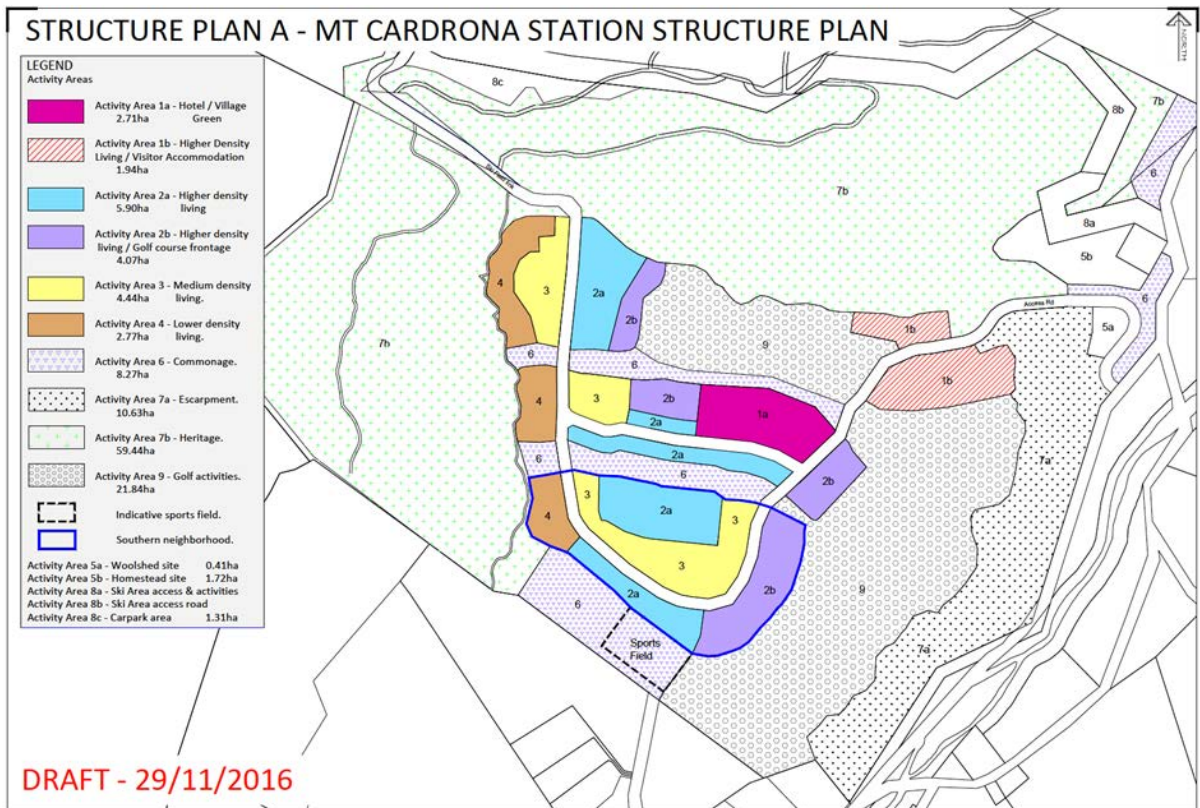 STRUCTURE PLAN A - MT CARDRONA STATION STRUCTURE PLAN
NORTH
LEGEND
Activity Areas
Activity Area 1a - Hotel / Village
2.71ha Green
Activity Area 1b - Higher Density
Living / Visitor Accommodation
1.94ha
Activity Area 2a - Higher density
5.90ha living
Activity Area 2b - Higher density
living / Golf course frontage
4.07ha
Activity Area 3 - Medium density
4.44ha living.
Activity Area 4 - Lower density
2.77ha living.
Activity Area 6 - Commonage.
8.27ha
Activity Area 7a - Escarpment.
10.63ha
Activity Area 7b - Heritage.
59.44ha
Activity Area 9 - Golf activities.
21.84ha
Indicative sports field.
Southern neighborhood.
Activity Area 5a - Woolshed site 0.41ha
Activity Area 5b - Homestead site 1.72ha
Activity Area 8a - Ski Area access & activities
Activity Area 8b - Ski Area access road
Activity Area 8c - Carpark area 1.31ha
8c
7b
8b
6
7b
8a
5b
6
Access Rd
5a
4
3
2a
2b
7b
9
1b
6
6
1b
4
3
2b
1a
2a
2a
6
6
2b
7a
3
2a
3
4
3
2a
2b
9
6
Sports
Field
7a
DRAFT - 29/11/2016